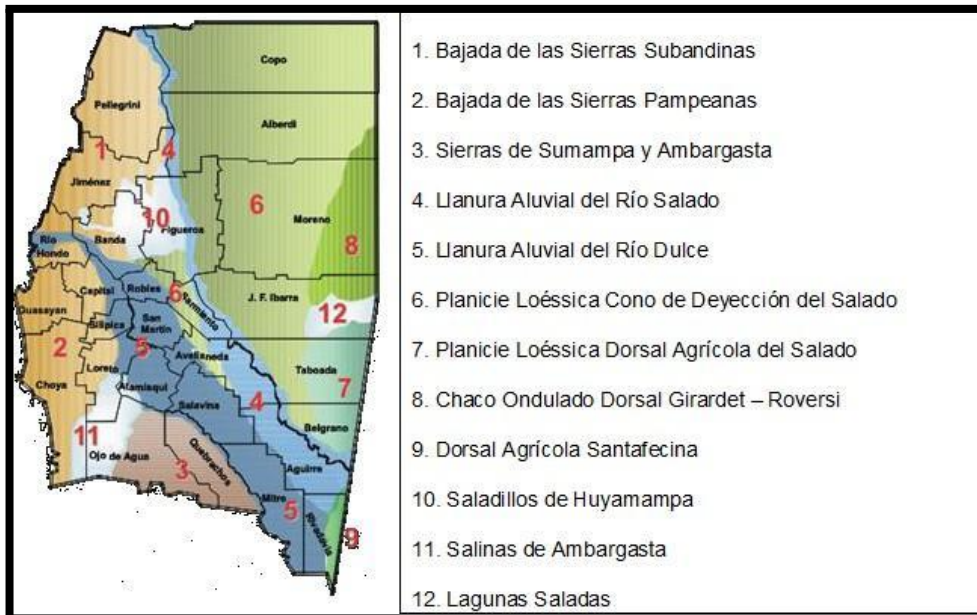 Copo
Pellegrini
Alberdi
1
4
Jiménez
6
10
Moreno
Figueroa
8
Banda
Río
Hondo
Robles
6
J. F. Ibarra
12
Capital
Sarmiento
Guasayan
San
Martín
Silípica
2
5
Avellaneda
Loreto
Taboada
7
Choya
Atamisqui
Salavina
4
Belgrano
11
Ojo de Agua
Quebrachos
3
Aguirre
Mitre
5
Rivadavia
9
1. Bajada de las Sierras Subandinas
2. Bajada de las Sierras Pampeanas
3. Sierras de Sumampa y Ambargasta
4. Llanura Aluvial del Río Salado
5. Llanura Aluvial del Río Dulce
6. Planicie Loéssica Cono de Deyección del Salado
7. Planicie Loéssica Dorsal Agrícola del Salado
8. Chaco Ondulado Dorsal Girardet – Roversi
9. Dorsal Agrícola Santafecina
10. Saladillos de Huyamampa
11. Salinas de Ambargasta
12. Lagunas Saladas